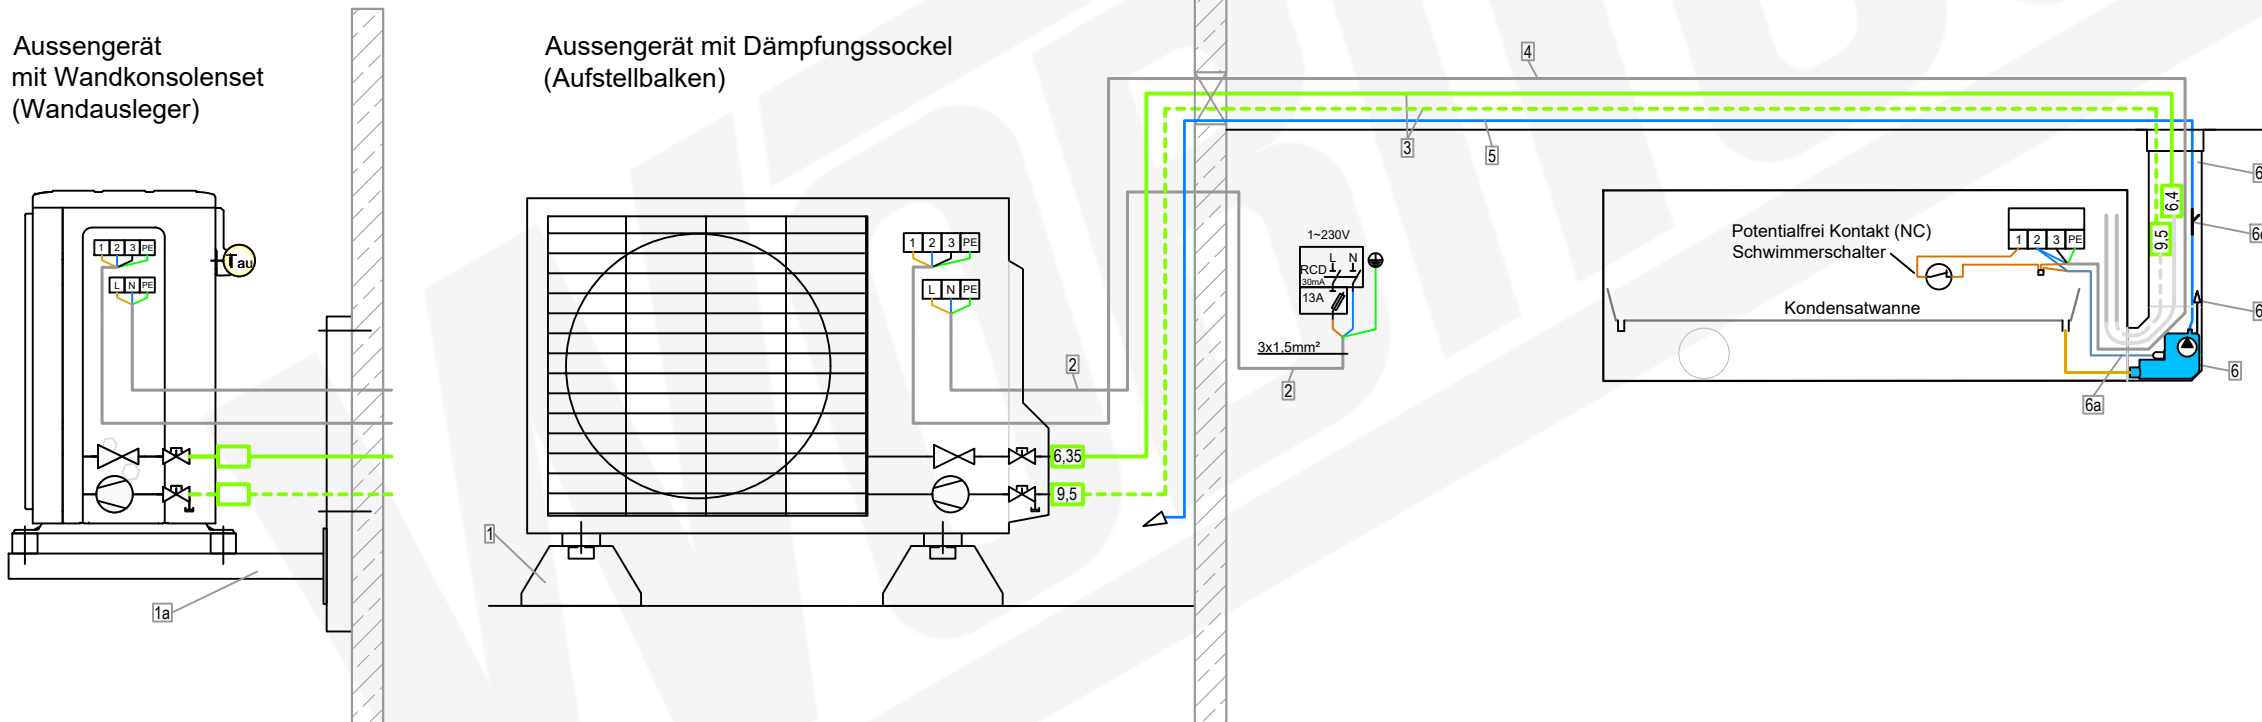 Aussengerät
mit Wandkonsolenset
(Wandausleger)
Aussengerät mit Dämpfungssockel
(Aufstellbalken)
4
3
5
6
6,4
9,5
1 2 3 PE
L N PE
Tau
1 2 3 PE
L N PE
1~230V
L N
RCD
30mA
13A
3x1,5mm²
2
2
Potentialfrei Kontakt (NC)
Schwimmerschalter
1 2 3 PE
Kondensatwanne
6
6
6a
6,35
9,5
1
1a